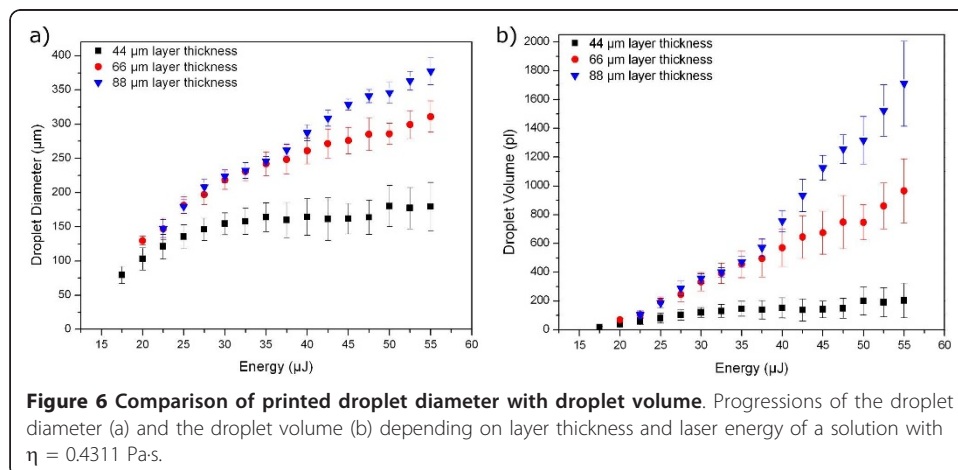 a)
44 µm layer thickness
66 µm layer thickness
88 µm layer thickness
400
350
300
250
200
150
100
50
0
20 25 30 35 40 45 50 55 60
Droplet Diameter (µm)
Energy (µJ)
b)
44 µm layer thickness
66 µm layer thickness
88 µm layer thickness
2000
1800
1600
1400
1200
1000
800
600
400
200
0
15 20 25 30 35 40 45 50 55 60
Droplet Volume (pl)
Energy (µJ)
Figure 6 Comparison of printed droplet diameter with droplet volume. Progressions of the droplet
diameter (a) and the droplet volume (b) depending on layer thickness and laser energy of a solution with
η = 0.4311 Pa·s.